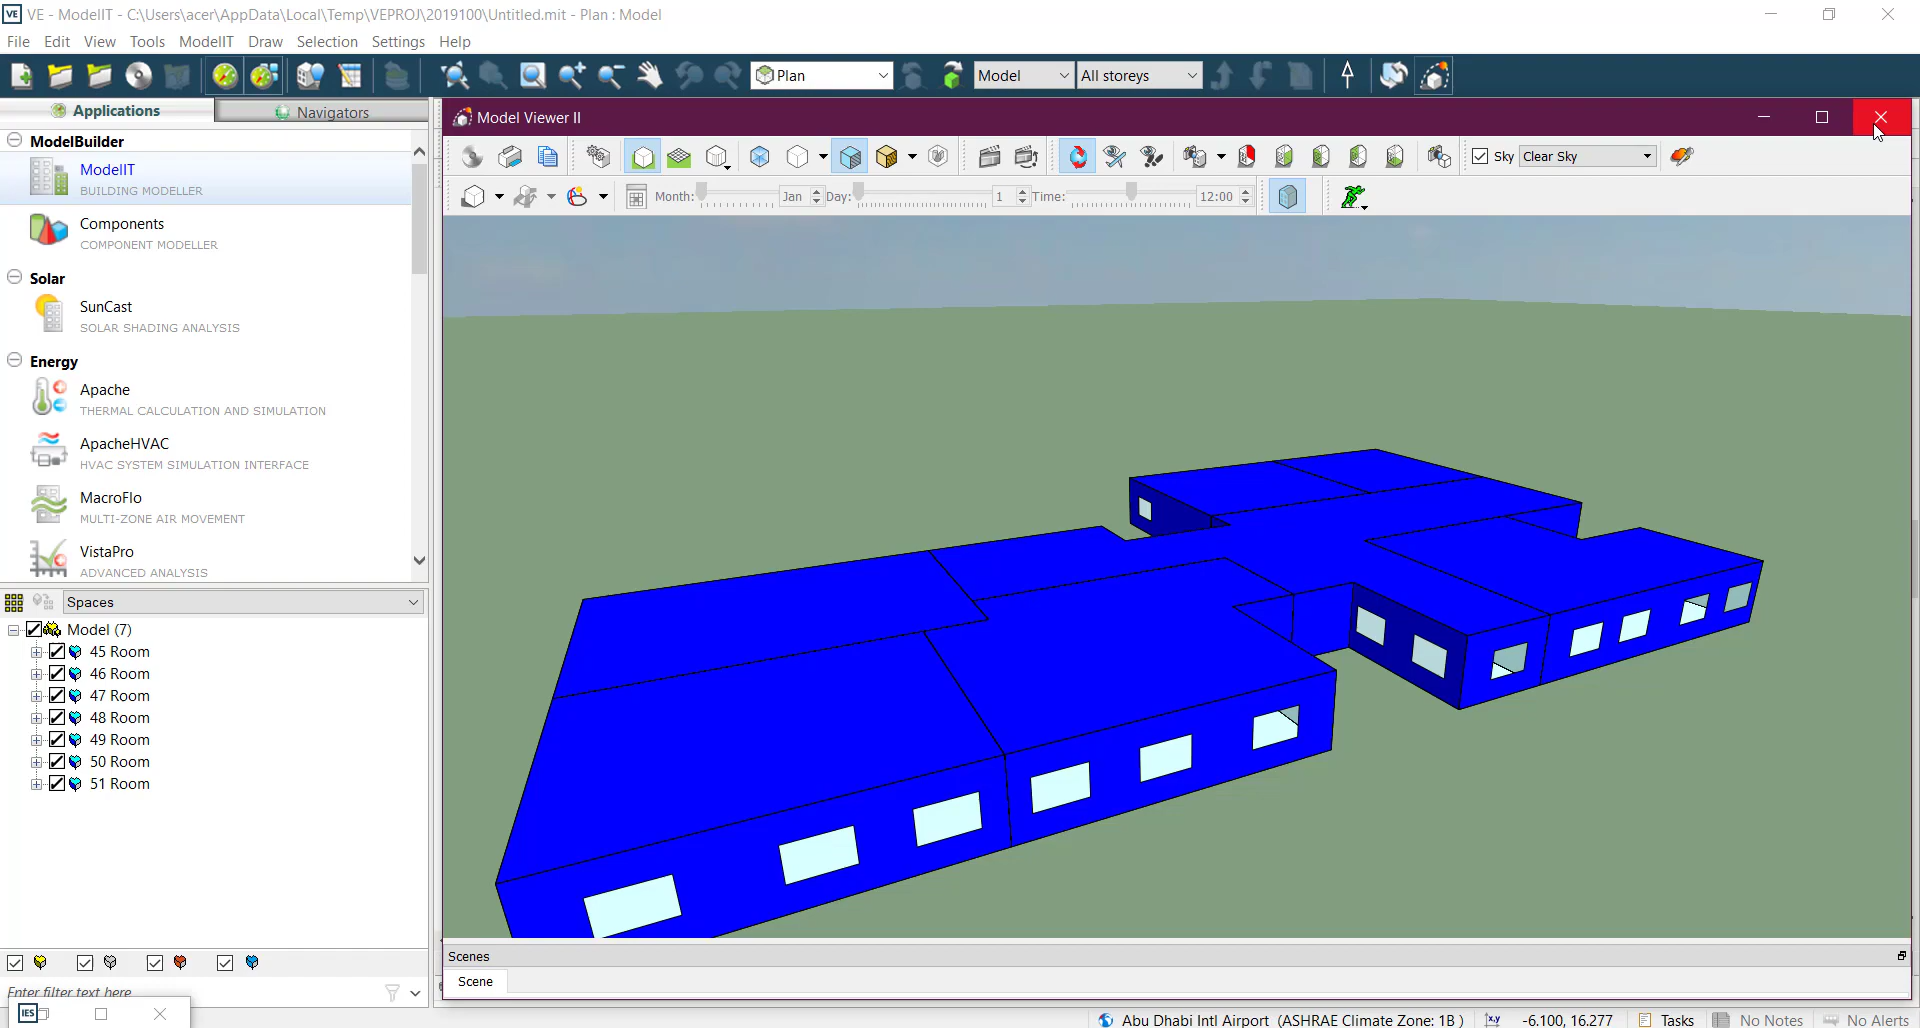 VE VE - ModelIT - C:\Users\acer\AppData\Local\Temp\VEPROJ\2019100\Untitled.mit - Plan : Model
File Edit View Tools ModelIT Draw Selection Settings Help
Plan Model All storeys
Applications Navigators
ModelBuilder
ModelIT
BUILDING MODELLER
Components
COMPONENT MODELLER
Solar
SunCast
SOLAR SHADING ANALYSIS
Energy
Apache
THERMAL CALCULATION AND SIMULATION
ApacheHVAC
HVAC SYSTEM SIMULATION INTERFACE
MacroFlo
MULTI-ZONE AIR MOVEMENT
VistaPro
ADVANCED ANALYSIS
Spaces
Model (7)
45 Room
46 Room
47 Room
48 Room
49 Room
50 Room
51 Room
Enter filter text here
IES
Model Viewer II
Sky Clear Sky
Month: Jan Day: 1 Time: 12:00
Scenes
Scene
Abu Dhabi Intl Airport (ASHRAE Climate Zone: 1B ) x,y -6.100, 16.277 Tasks No Notes No Alerts